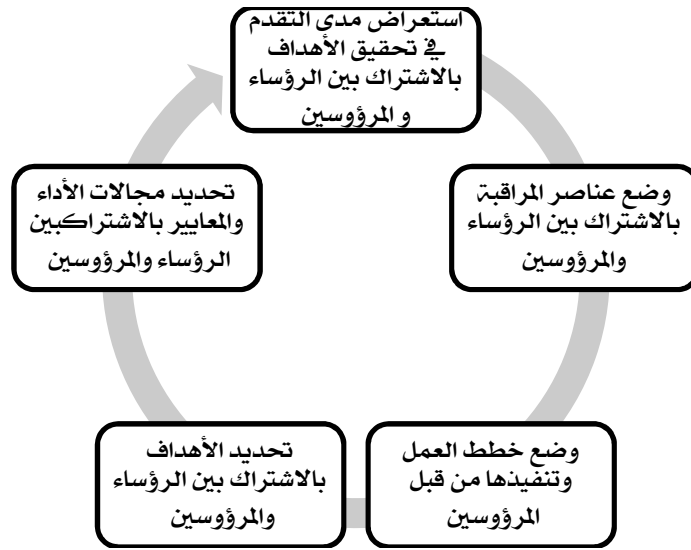 استعراض مدى التقدم
في تحقيق الأهداف
بالاشتراك بين الرؤساء
و المرؤوسين
وضع عناصر المراقبة
بالاشتراك بين الرؤساء
والمرؤوسين
وضع خطط العمل
وتنفيذها من قبل
المرؤوسين
تحديد الأهداف
بالاشتراك بين الرؤساء
والمرؤوسين
تحديد مجالات الأداء
والمعايير بالاشتراكبين
الرؤساء والمرؤوسين